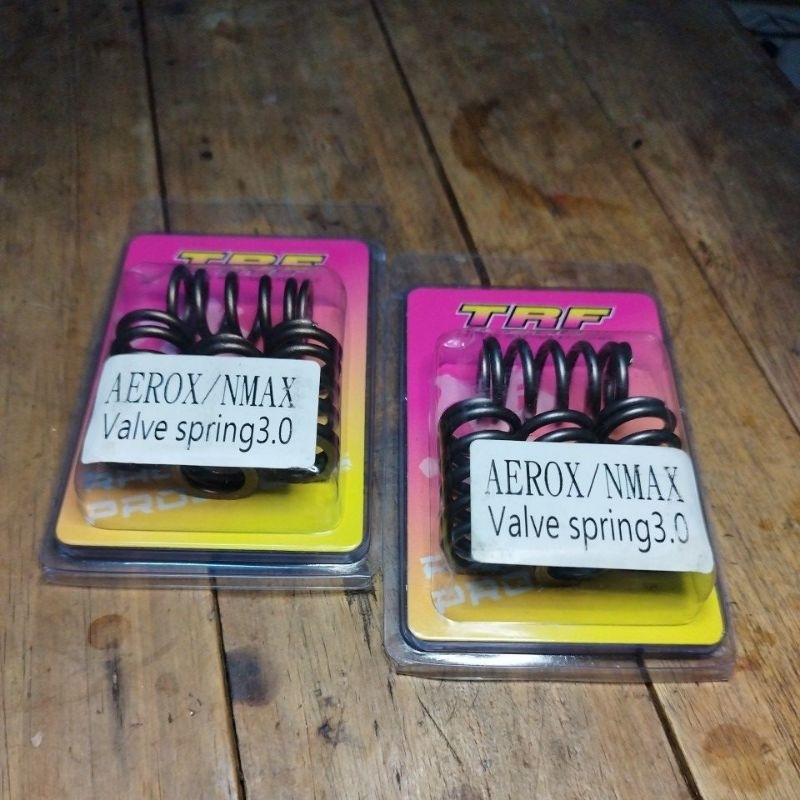 TRF
AEROX/NMAX
Valve spring3.0
TRF
AEROX/NMAX
Valve spring3.0